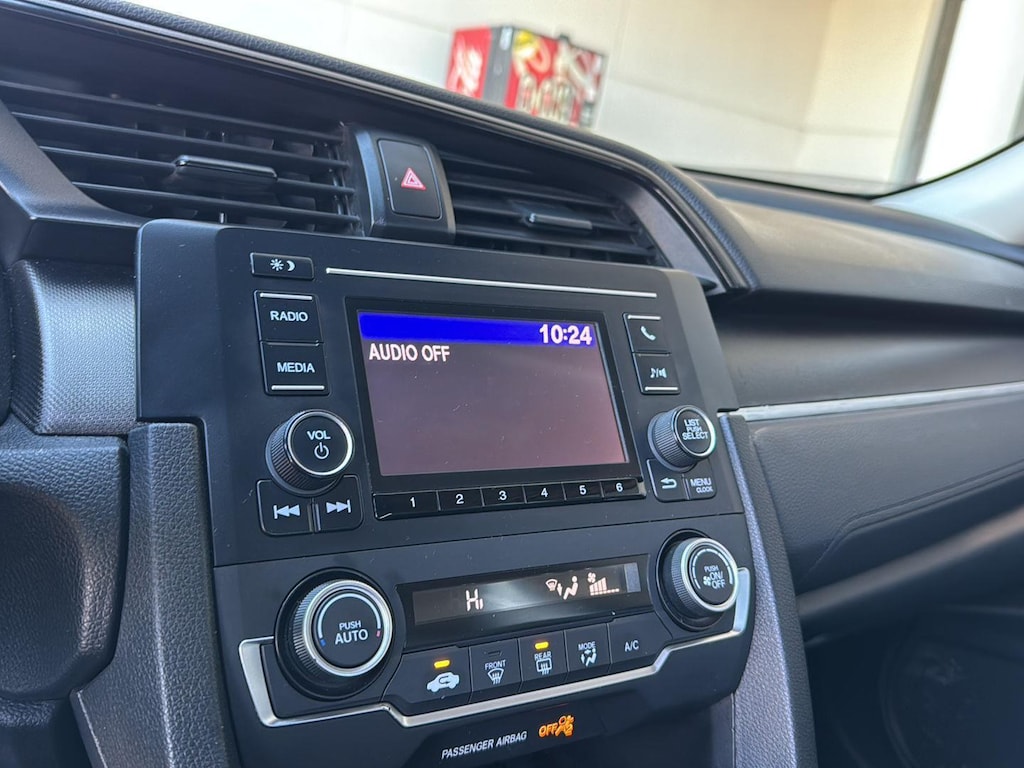 RADIO
10:24
AUDIO OFF
MEDIA
VOL
LIST
PUSH
SELECT
MENU
CLOCK
1 2 3 4 5 6
PUSH
ON/
OFF
Hi
PUSH
AUTO
FRONT
REAR
MODE
A/C
PASSENGER AIRBAG OFF